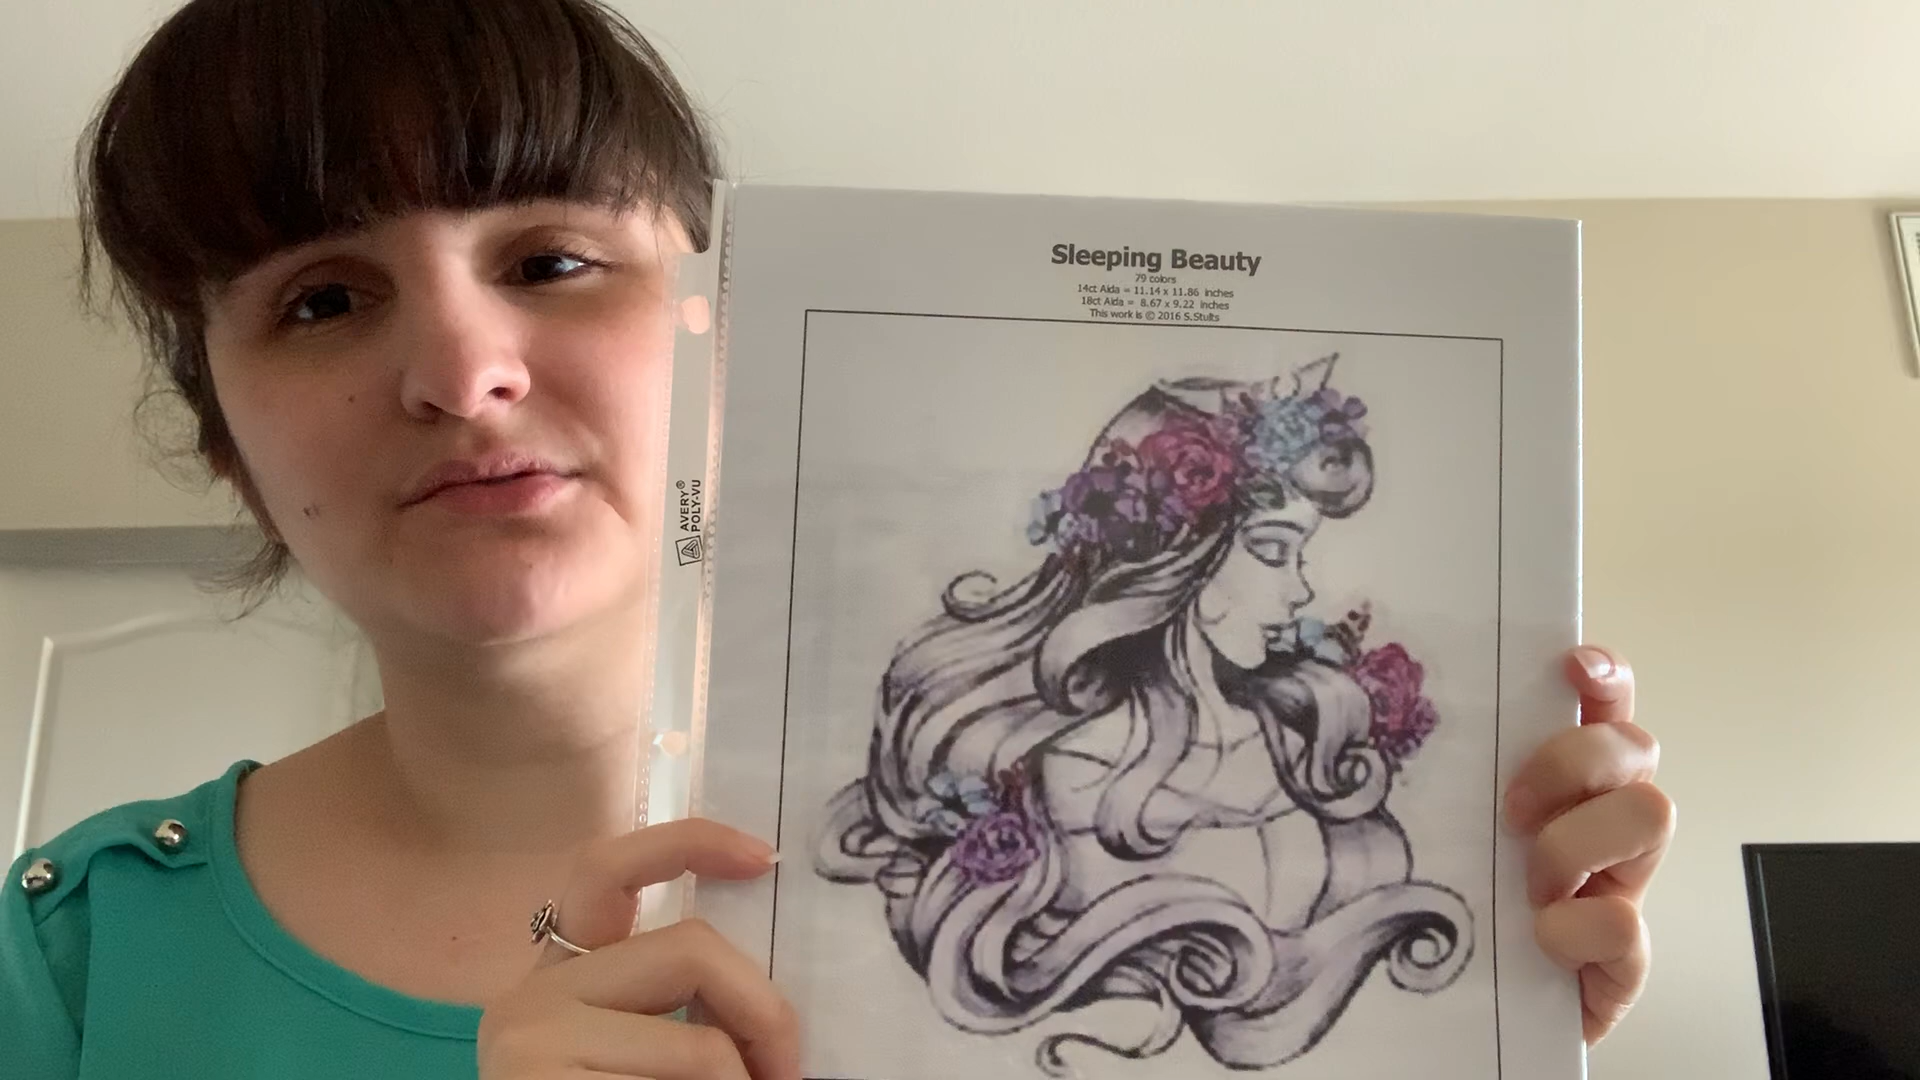 Sleeping Beauty
79 colors
14ct Aida = 11.14 x 11.86 inches
18ct Aida = 8.67 x 9.22 inches
This work is © 2016 S.Stults
AVERY®
POLY-VU